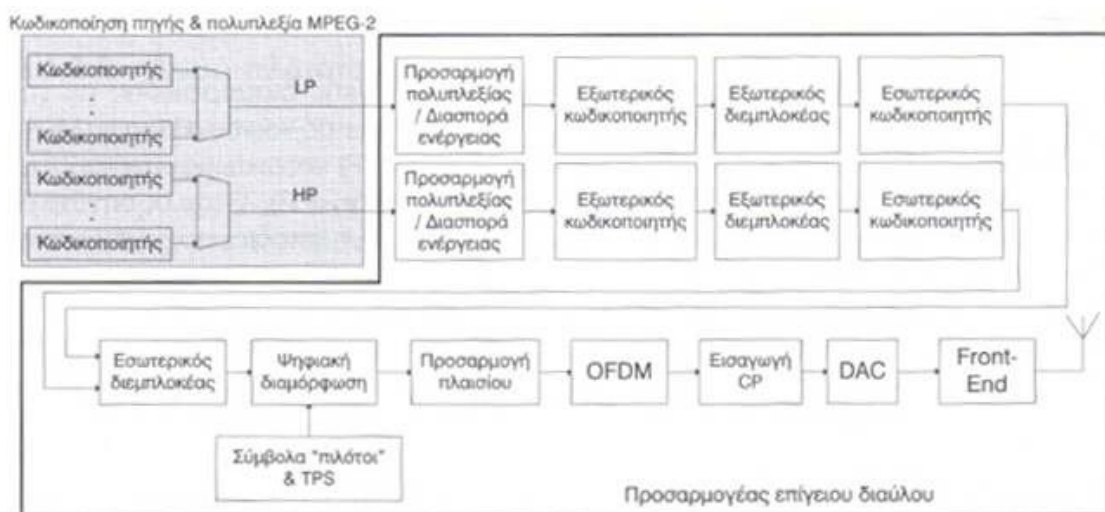 Κωδικοποίηση πηγής & πολυπλεξία MPEG-2
Κωδικοποιητής
Κωδικοποιητής
Κωδικοποιητής
Κωδικοποιητής
LP
HP
Προσαρμογή
πολυπλεξίας
/ Διασπορά
ενέργειας
Εξωτερικός
κωδικοποιητής
Εξωτερικός
διεμπλοκέας
Εσωτερικός
κωδικοποιητής
Προσαρμογή
πολυπλεξίας
/ Διασπορά
ενέργειας
Εξωτερικός
κωδικοποιητής
Εξωτερικός
διεμπλοκέας
Εσωτερικός
κωδικοποιητής
Εσωτερικός
διεμπλοκέας
Ψηφιακή
διαμόρφωση
Προσαρμογή
πλαισίου
OFDM
Εισαγωγή
CP
DAC
Front-
End
Σύμβολα "πιλότοι"
& TPS
Προσαρμογέας επίγειου διαύλου